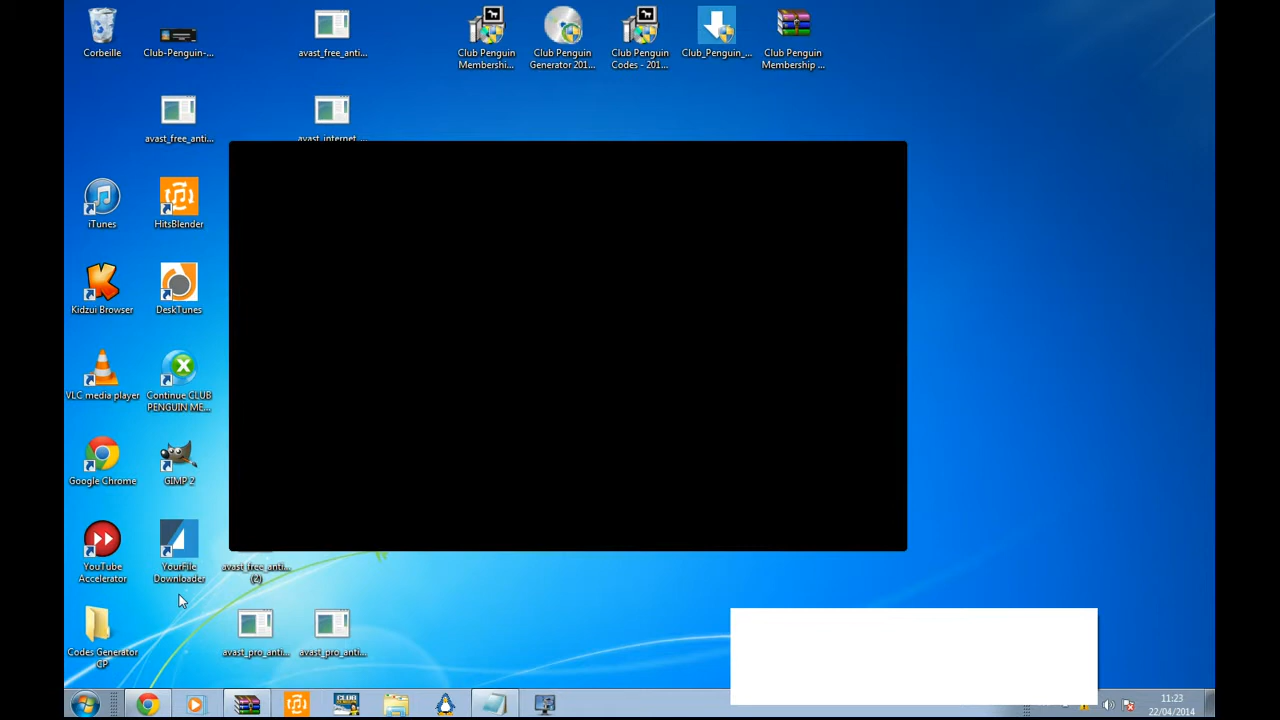 Corbeille
Club-Penguin-...
avast_free_anti...
Club Penguin
Membershi...
Club Penguin
Generator 201...
Club Penguin
Codes - 201...
Club_Penguin_...
Club Penguin
Membership ...
avast_free_anti...
avast_internet_...
iTunes
HitsBlender
Kidzui Browser
DeskTunes
VLC media player
Continue CLUB
PENGUIN ME...
Google Chrome
GIMP 2
YouTube
Accelerator
YourFile
Downloader
avast_free_anti...
(2)
Codes Generator
CP
avast_pro_anti...
avast_pro_anti...
CLUB
11:23
22/04/2014